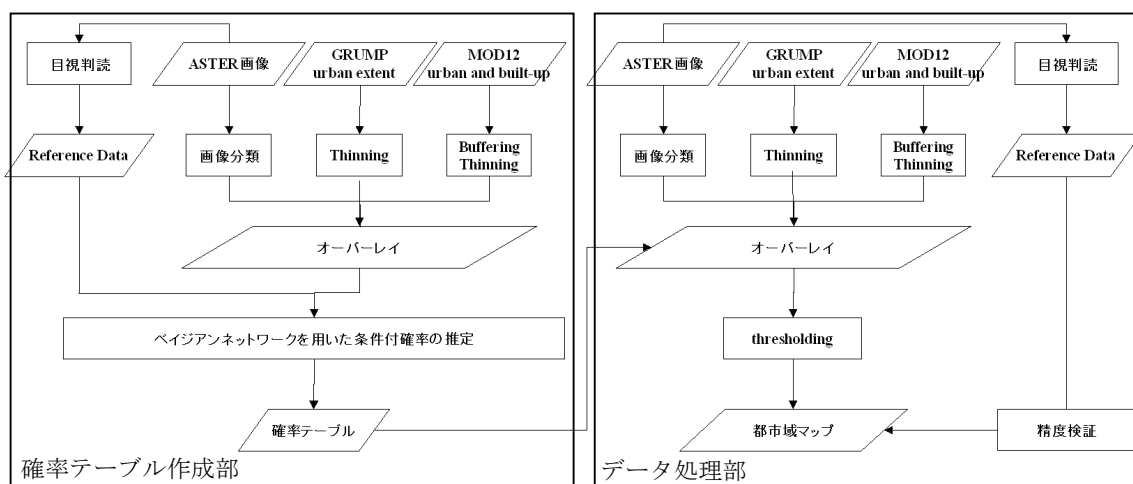 目視判読
ASTER画像
GRUMP
urban extent
MOD12
urban and built-up
Reference Data
画像分類
Thinning
Buffering
Thinning
オーバーレイ
ベイジアンネットワークを用いた条件付確率の推定
確率テーブル
確率テーブル作成部
ASTER画像
GRUMP
urban extent
MOD12
urban and built-up
目視判読
画像分類
Thinning
Buffering
Thinning
Reference Data
オーバーレイ
thresholding
都市域マップ
精度検証
データ処理部